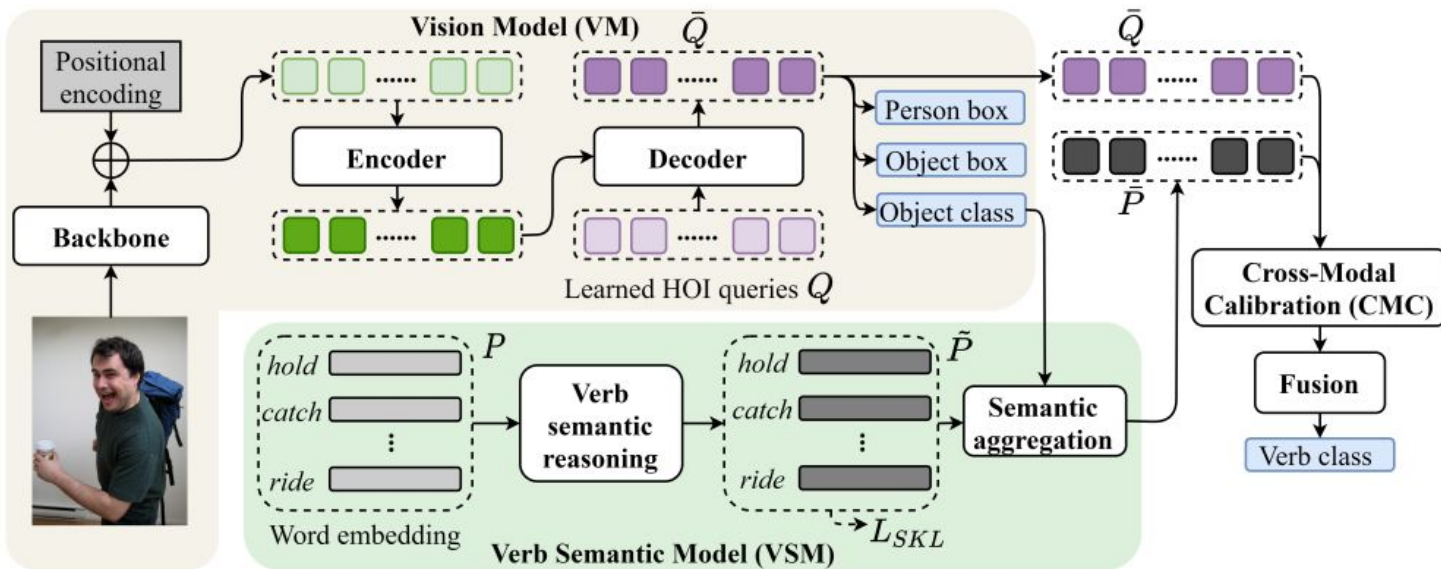 Vision Model (VM)
Positional
encoding
Backbone
......
Encoder
......
Q̄
......
Decoder
......
Learned HOI queries Q
Person box
Object box
Object class
Q̄
......
......
P̄
Cross-Modal
Calibration (CMC)
Fusion
Verb class
hold
catch
⋮
ride
P
Word embedding
Verb
semantic
reasoning
hold
catch
⋮
ride
P̃
L_{SKL}
Semantic
aggregation
Verb Semantic Model (VSM)